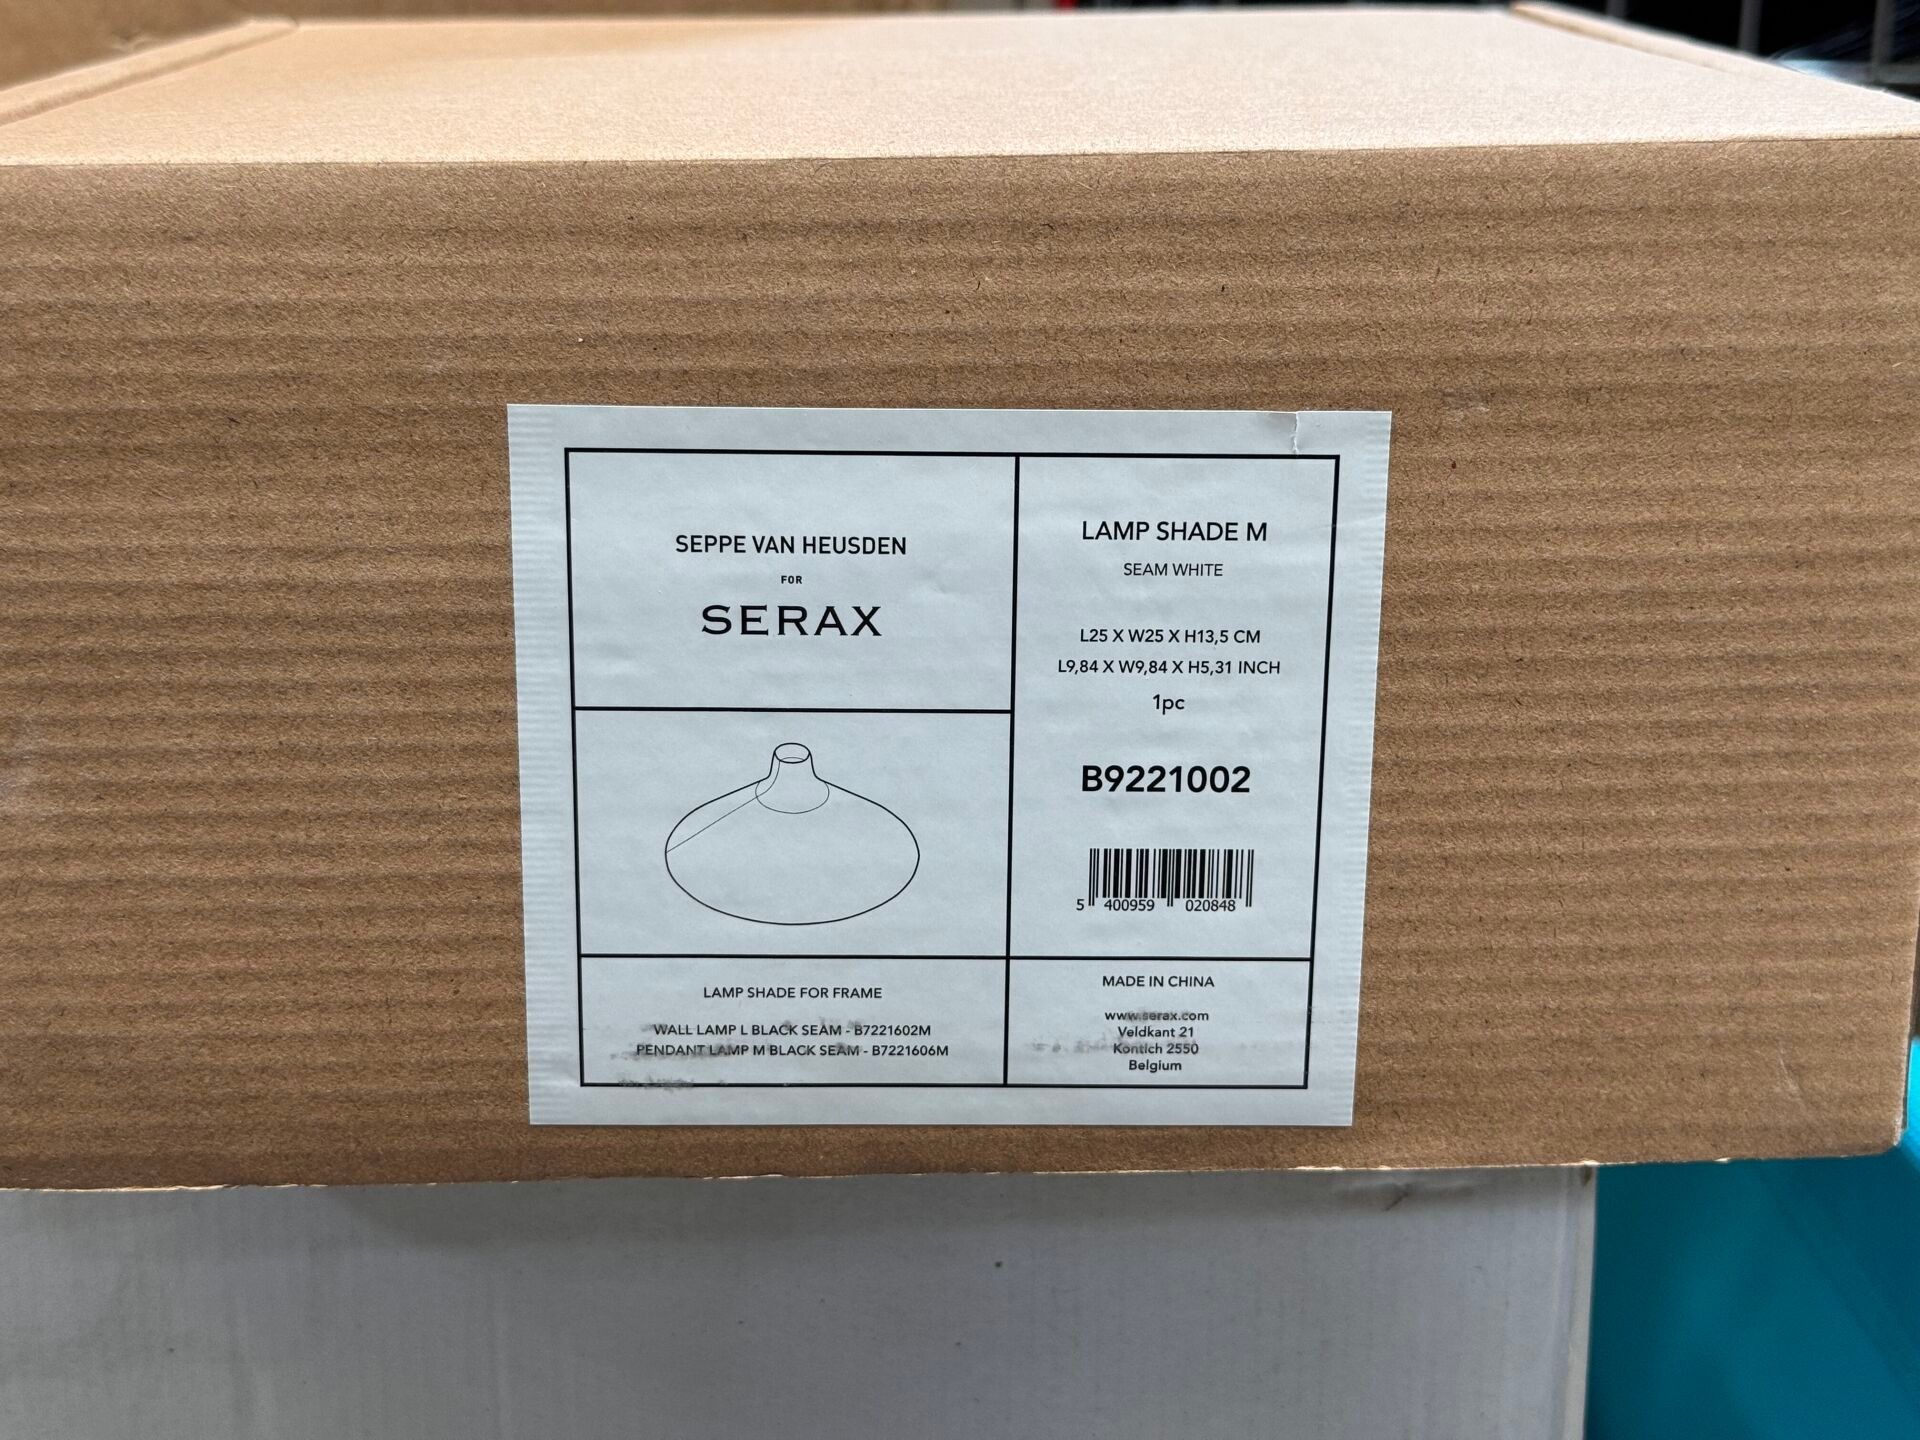 SEPPE VAN HEUSDEN
FOR
SERAX
LAMP SHADE M
SEAM WHITE
L25 X W25 X H13,5 CM
L9,84 X W9,84 X H5,31 INCH
1pc
B9221002
5 400959 020848
LAMP SHADE FOR FRAME
WALL LAMP L BLACK SEAM - B7221602M
PENDANT LAMP M BLACK SEAM - B7221606M
MADE IN CHINA
www.serax.com
Veldkant 21
Kontich 2550
Belgium